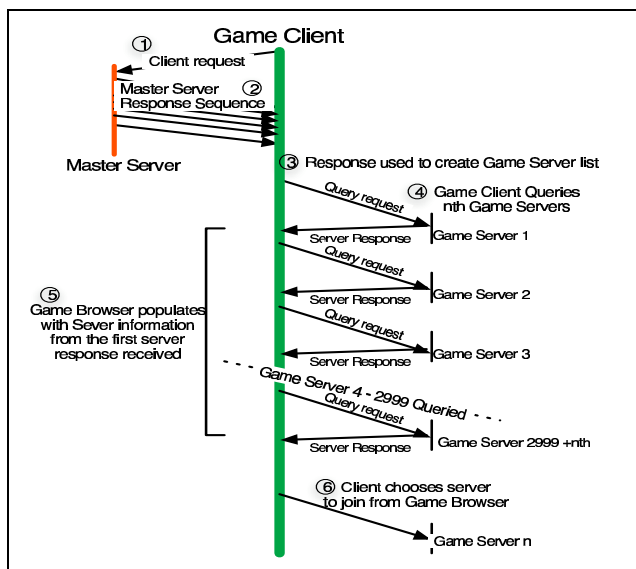 Game Client
①
Client request
Master Server ②
Response Sequence
Master Server
③ Response used to create Game Server list
Query request
④ Game Client Queries
nth Game Servers
Server Response
Game Server 1
Query request
Server Response
Game Server 2
Query request
Server Response
Game Server 3
⑤
Game Browser populates
with Sever information
from the first server
response received
Game Server 4 - 2999 Queried
Query request
Server Response
Game Server 2999 +nth
⑥ Client chooses server
to join from Game Browser
Game Server n